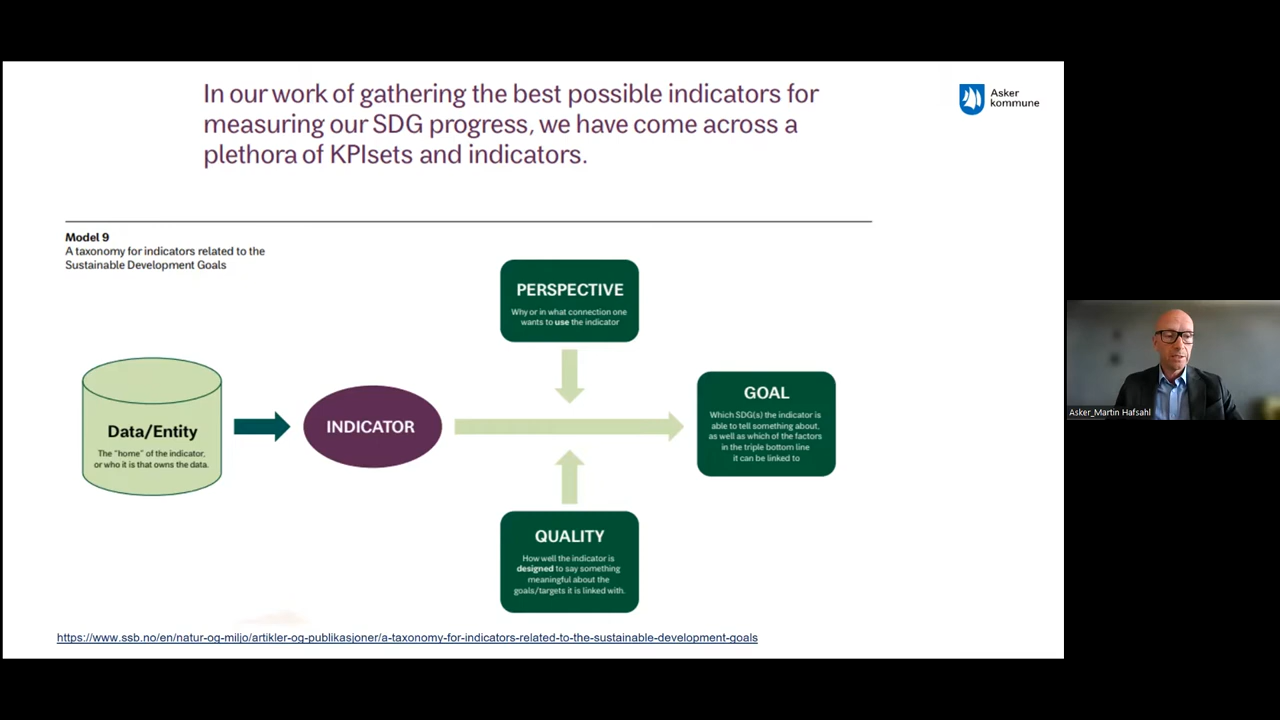 In our work of gathering the best possible indicators for
measuring our SDG progress, we have come across a
plethora of KPIsets and indicators.
Asker
kommune
Model 9
A taxonomy for indicators related to the
Sustainable Development Goals
PERSPECTIVE
Why or in what connection one
wants to use the indicator
Data/Entity
The "home" of the indicator,
or who it is that owns the data.
INDICATOR
GOAL
Which SDG(s) the indicator is
able to tell something about,
as well as which of the factors
in the triple bottom line
it can be linked to
QUALITY
How well the indicator is
designed to say something
meaningful about the
goals/targets it is linked with.
https://www.ssb.no/en/natur-og-miljo/artikler-og-publikasjoner/a-taxonomy-for-indicators-related-to-the-sustainable-development-goals
Asker_Martin Hafsahl